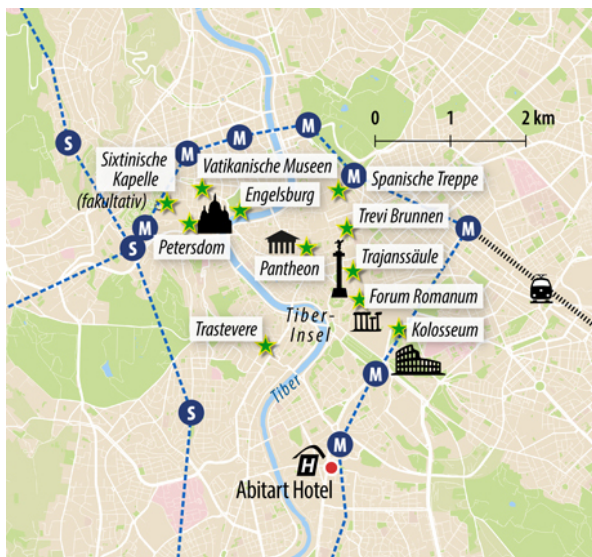 0 1 2 km
S
M
M
M
M
M
M
S
S
M
M
Sixtinische
Kapelle
(fakultativ)
Vatikanische Museen
Engelsburg
Spanische Treppe
Petersdom
Trevi Brunnen
Pantheon
Trajanssäule
Forum Romanum
Tiber-
Insel
Kolosseum
Trastevere
Tiber
H
Abitart Hotel